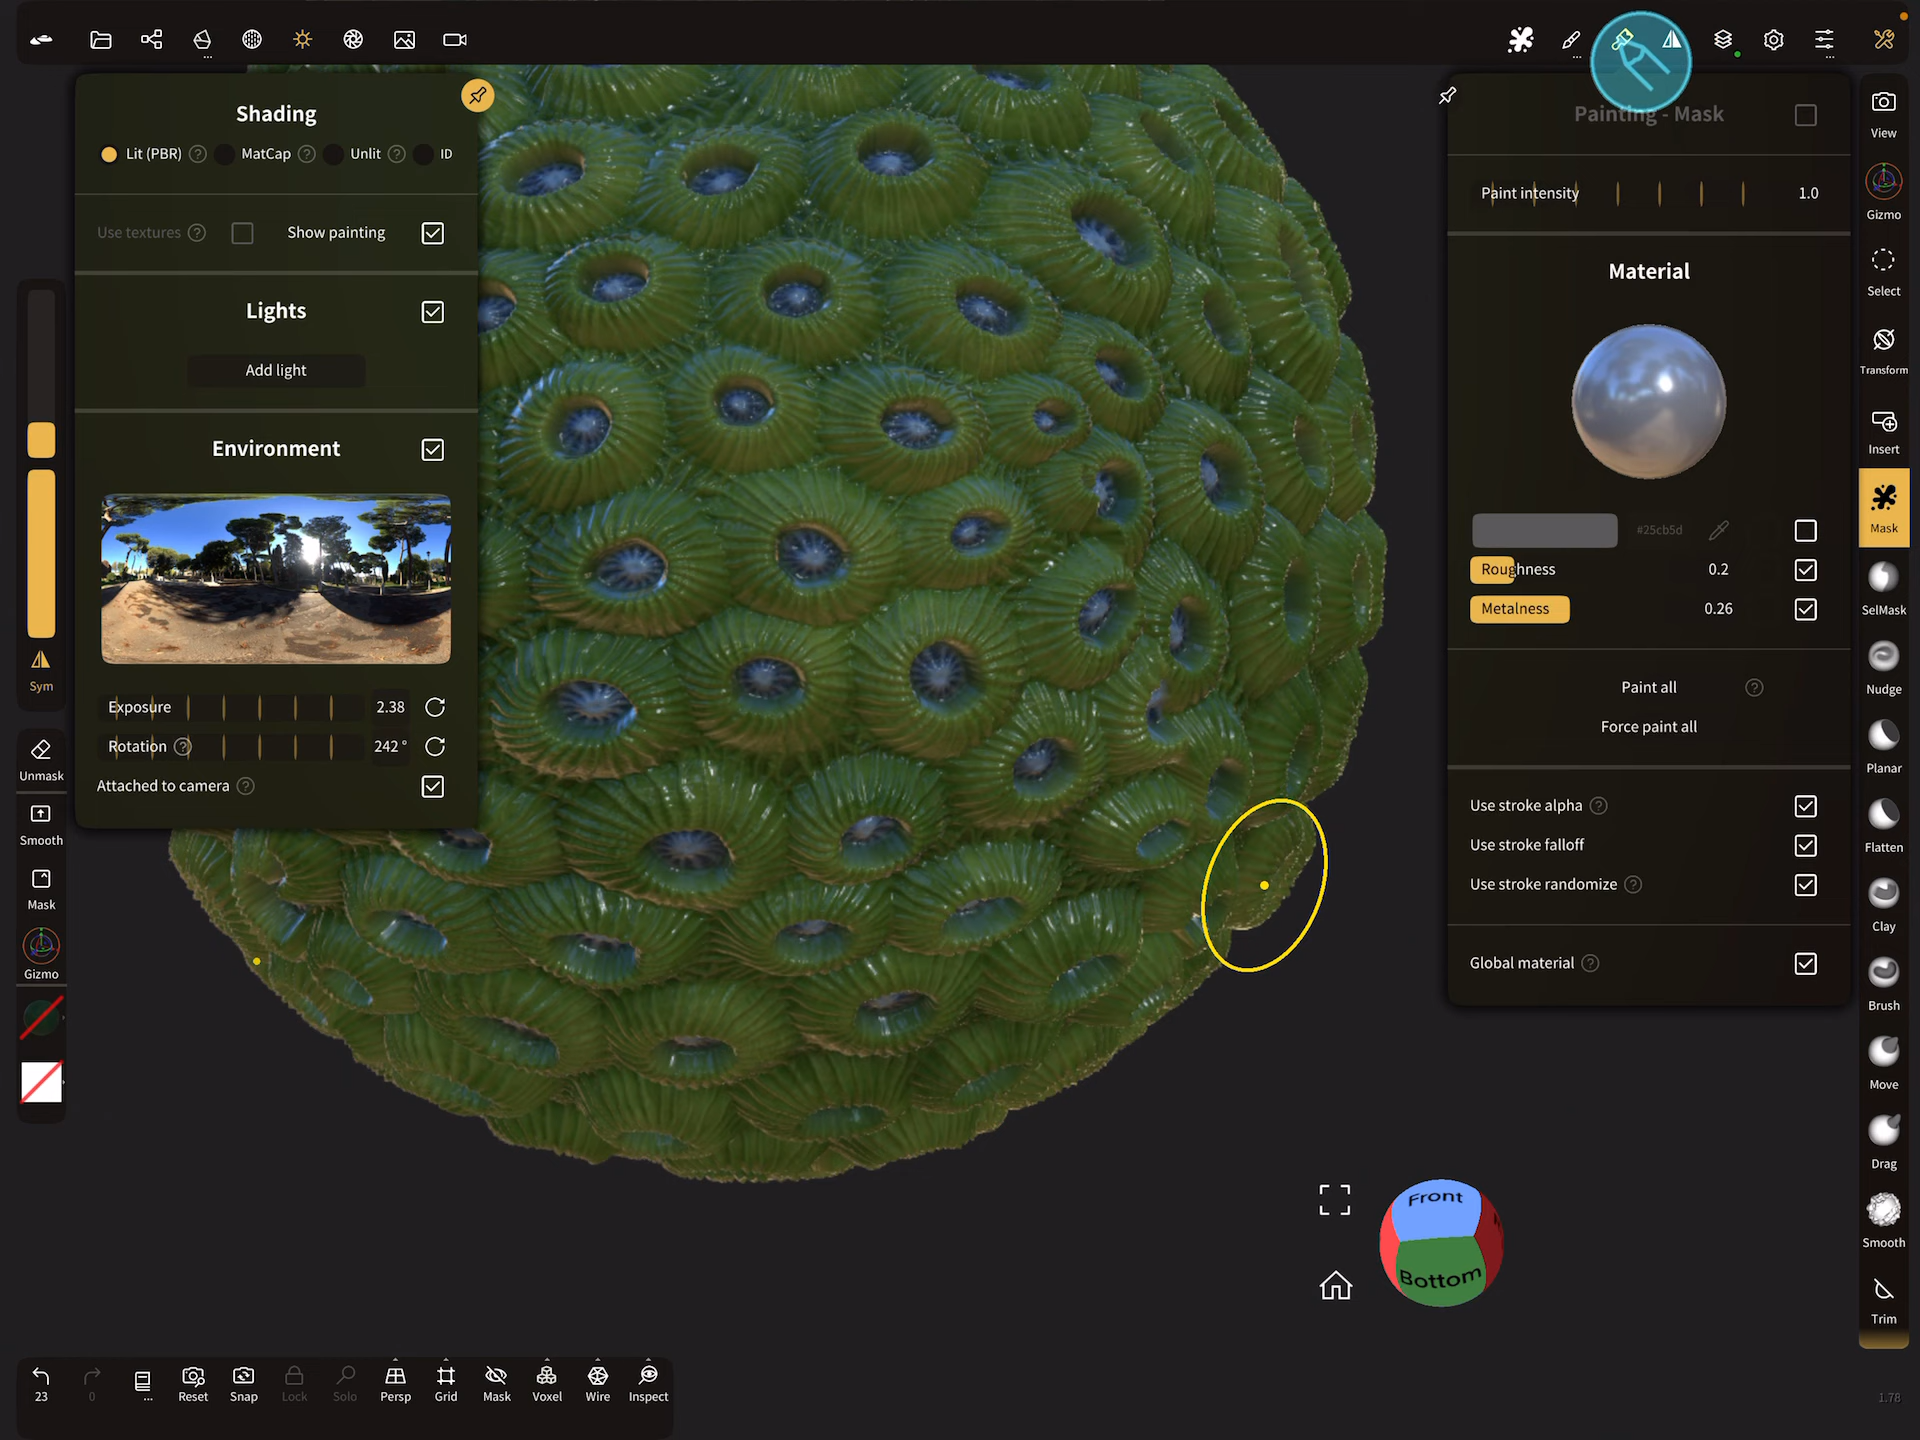 Shading
Lit (PBR) ? MatCap ? Unlit ? ID
Use textures ? Show painting
Lights
Add light
Environment
Exposure 2.38
Rotation ? 242 °
Attached to camera ?
Sym
Unmask
Smooth
Mask
Gizmo
Painting - Mask
Paint intensity 1.0
Material
#25cb5d
Roughness 0.2
Metalness 0.26
Paint all ?
Force paint all
Use stroke alpha ?
Use stroke falloff
Use stroke randomize ?
Global material ?
View
Gizmo
Select
Transform
Insert
Mask
SelMask
Nudge
Planar
Flatten
Clay
Brush
Move
Drag
Smooth
Trim
Front
Bottom
23
0
...
Reset
Snap
Lock
Solo
Persp
Grid
Mask
Voxel
Wire
Inspect
1.78